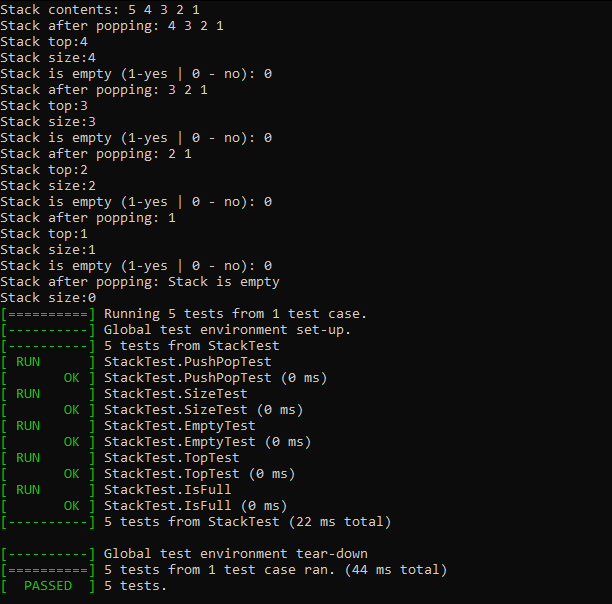 Stack contents: 5 4 3 2 1
Stack after popping: 4 3 2 1
Stack top:4
Stack size:4
Stack is empty (1-yes | 0 - no): 0
Stack after popping: 3 2 1
Stack top:3
Stack size:3
Stack is empty (1-yes | 0 - no): 0
Stack after popping: 2 1
Stack top:2
Stack size:2
Stack is empty (1-yes | 0 - no): 0
Stack after popping: 1
Stack top:1
Stack size:1
Stack is empty (1-yes | 0 - no): 0
Stack after popping: Stack is empty
Stack size:0
[==========] Running 5 tests from 1 test case.
[----------] Global test environment set-up.
[----------] 5 tests from StackTest
[ RUN      ] StackTest.PushPopTest
[       OK ] StackTest.PushPopTest (0 ms)
[ RUN      ] StackTest.SizeTest
[       OK ] StackTest.SizeTest (0 ms)
[ RUN      ] StackTest.EmptyTest
[       OK ] StackTest.EmptyTest (0 ms)
[ RUN      ] StackTest.TopTest
[       OK ] StackTest.TopTest (0 ms)
[ RUN      ] StackTest.IsFull
[       OK ] StackTest.IsFull (0 ms)
[----------] 5 tests from StackTest (22 ms total)

[----------] Global test environment tear-down
[==========] 5 tests from 1 test case ran. (44 ms total)
[  PASSED  ] 5 tests.